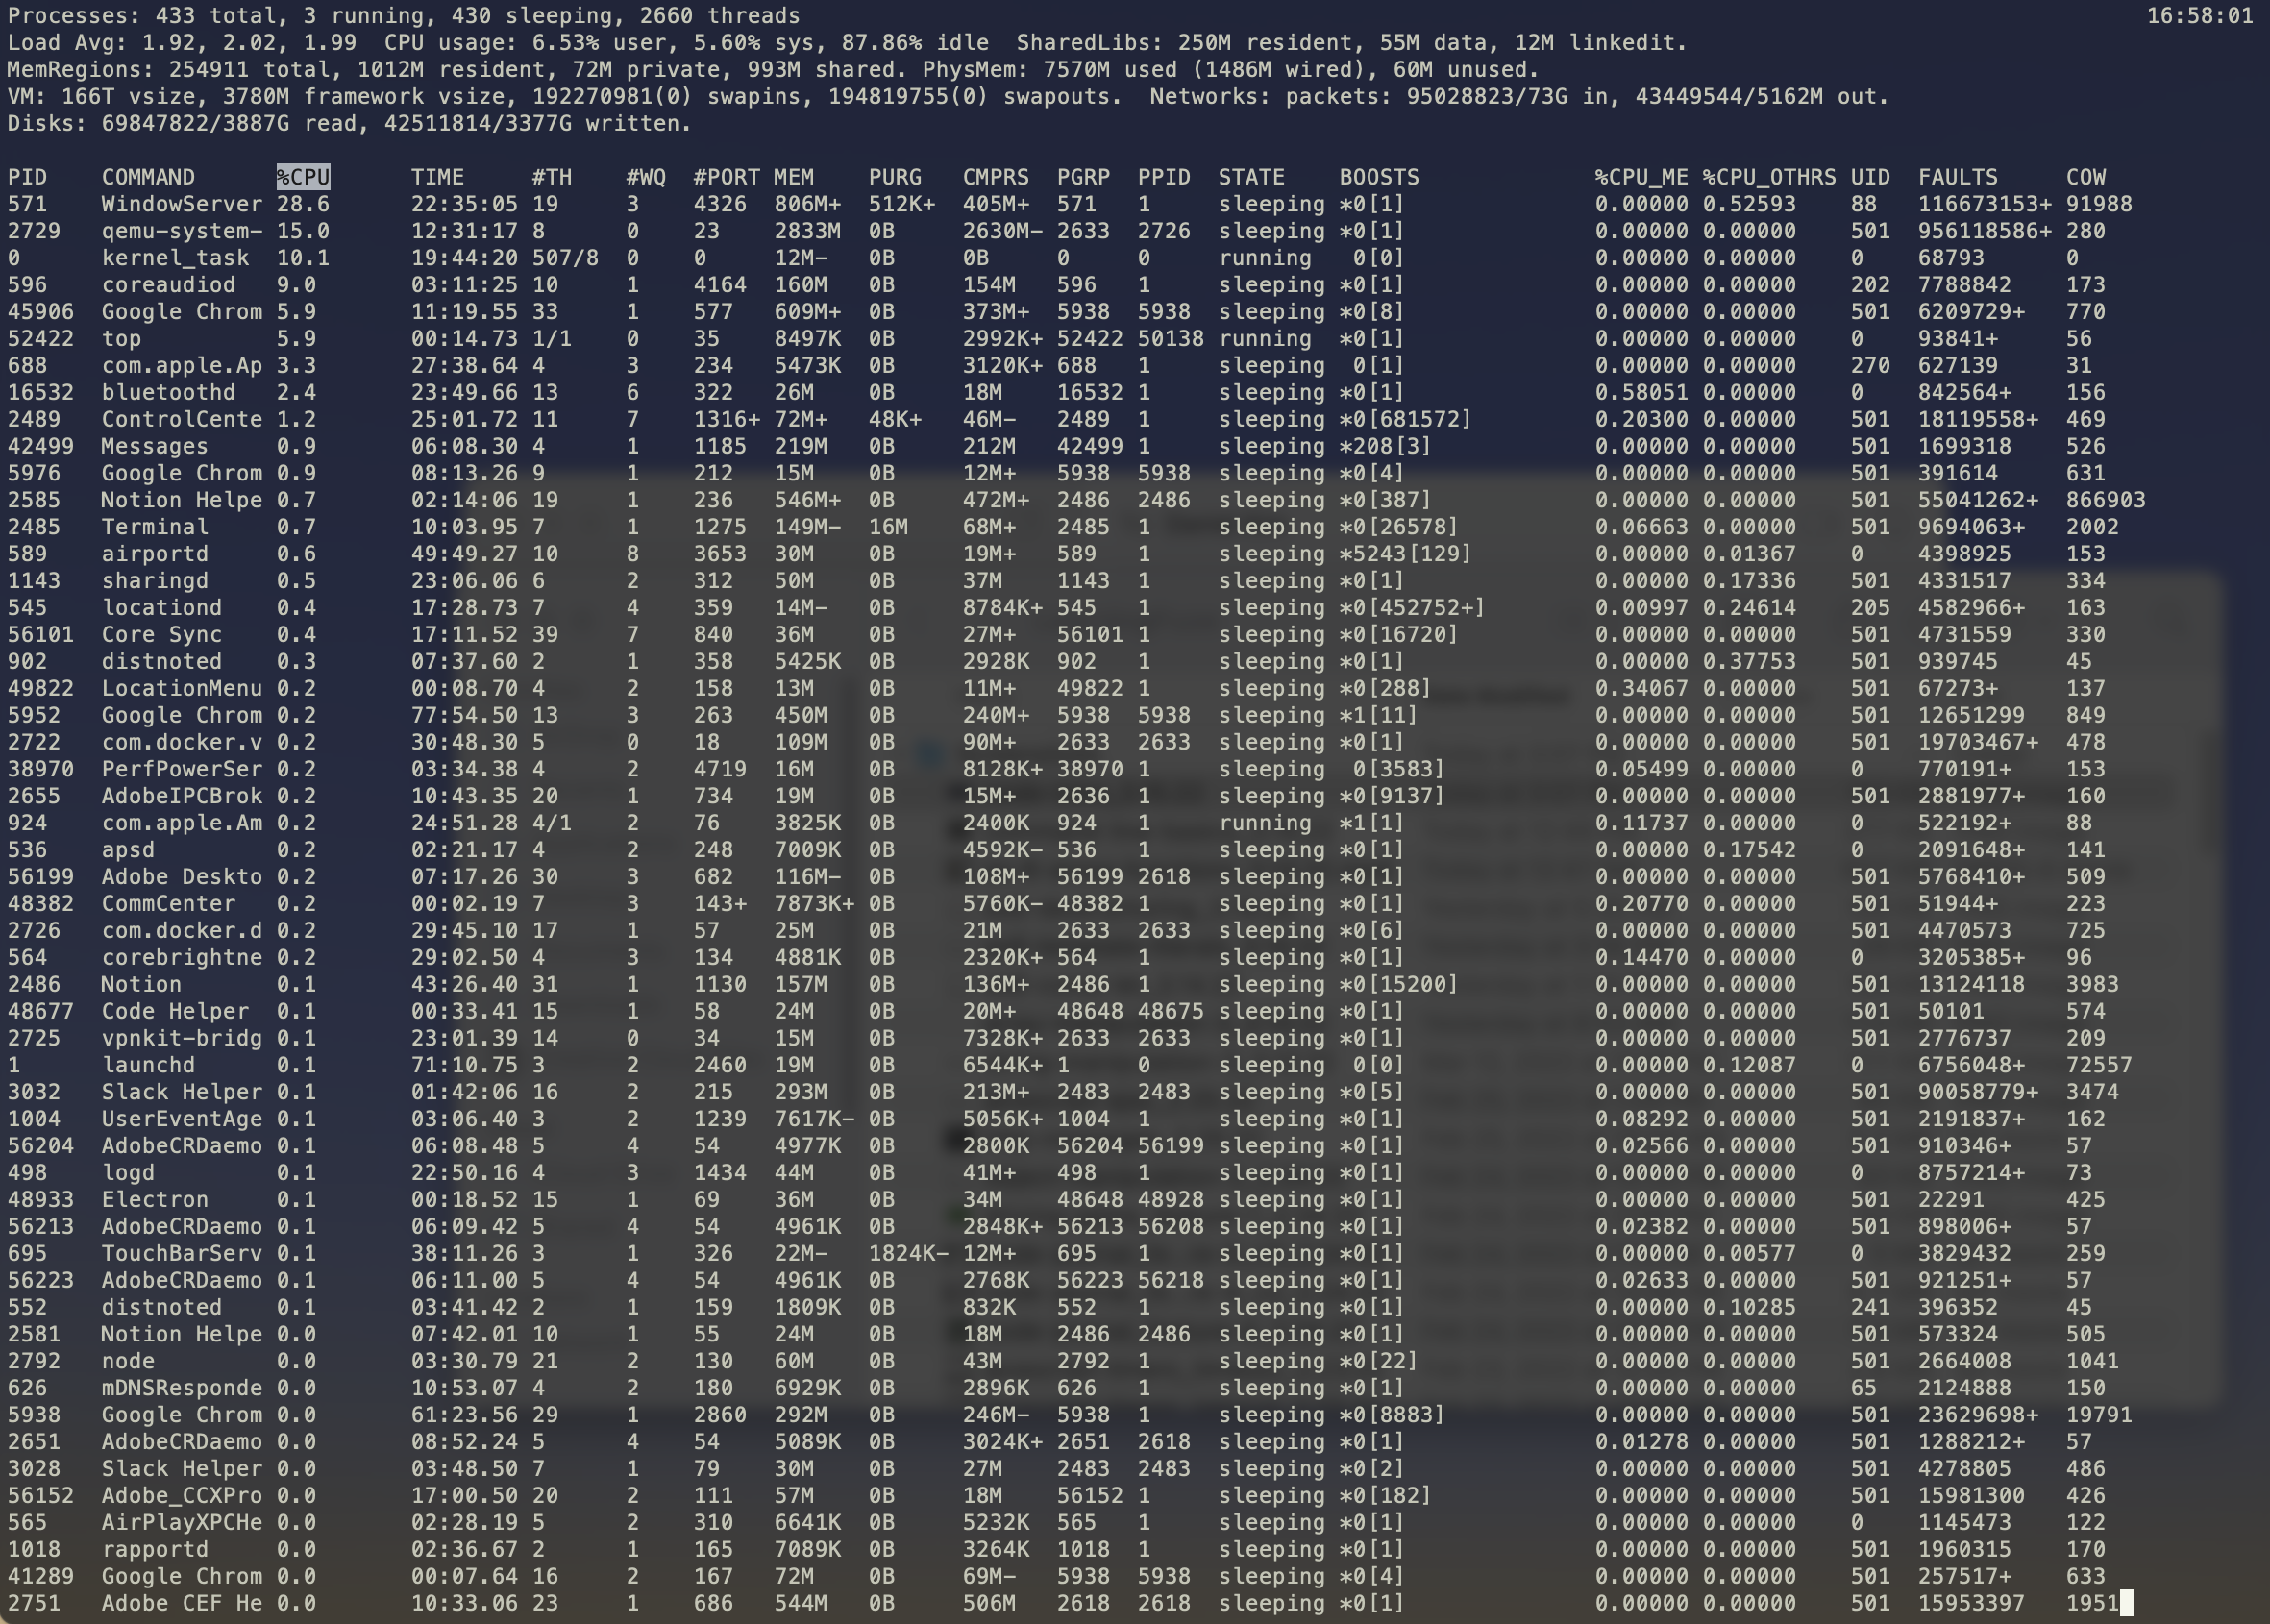 Processes: 433 total, 3 running, 430 sleeping, 2660 threads 16:58:01
Load Avg: 1.92, 2.02, 1.99 CPU usage: 6.53% user, 5.60% sys, 87.86% idle SharedLibs: 250M resident, 55M data, 12M linkedit.
MemRegions: 254911 total, 1012M resident, 72M private, 993M shared. PhysMem: 7570M used (1486M wired), 60M unused.
VM: 166T vsize, 3780M framework vsize, 192270981(0) swapins, 194819755(0) swapouts. Networks: packets: 95028823/73G in, 43449544/5162M out.
Disks: 69847822/3887G read, 42511814/3377G written.
PID COMMAND %CPU TIME #TH #WQ #PORT MEM PURG CMPRS PGRP PPID STATE BOOSTS %CPU_ME %CPU_OTHRS UID FAULTS COW
571 WindowServer 28.6 22:35:05 19 3 4326 806M+ 512K+ 405M+ 571 1 sleeping *0[1] 0.00000 0.52593 88 116673153+ 91988
2729 qemu-system- 15.0 12:31:17 8 0 23 2833M 0B 2630M- 2633 2726 sleeping *0[1] 0.00000 0.00000 501 956118586+ 280
0 kernel_task 10.1 19:44:20 507/8 0 0 12M- 0B 0B 0 0 running 0[0] 0.00000 0.00000 0 68793 0
596 coreaudiod 9.0 03:11:25 10 1 4164 160M 0B 154M 596 1 sleeping *0[1] 0.00000 0.00000 202 7788842 173
45906 Google Chrom 5.9 11:19.55 33 1 577 609M+ 0B 373M+ 5938 5938 sleeping *0[8] 0.00000 0.00000 501 6209729+ 770
52422 top 5.9 00:14.73 1/1 0 35 8497K 0B 2992K+ 52422 50138 running *0[1] 0.00000 0.00000 0 93841+ 56
688 com.apple.Ap 3.3 27:38.64 4 3 234 5473K 0B 3120K+ 688 1 sleeping 0[1] 0.00000 0.00000 270 627139 31
16532 bluetoothd 2.4 23:49.66 13 6 322 26M 0B 18M 16532 1 sleeping *0[1] 0.58051 0.00000 0 842564+ 156
2489 ControlCente 1.2 25:01.72 11 7 1316+ 72M+ 48K+ 46M- 2489 1 sleeping *0[681572] 0.20300 0.00000 501 18119558+ 469
42499 Messages 0.9 06:08.30 4 1 1185 219M 0B 212M 42499 1 sleeping *208[3] 0.00000 0.00000 501 1699318 526
5976 Google Chrom 0.9 08:13.26 9 1 212 15M 0B 12M+ 5938 5938 sleeping *0[4] 0.00000 0.00000 501 391614 631
2585 Notion Helpe 0.7 02:14:06 19 1 236 546M+ 0B 472M+ 2486 2486 sleeping *0[387] 0.00000 0.00000 501 55041262+ 866903
2485 Terminal 0.7 10:03.95 7 1 1275 149M- 16M 68M+ 2485 1 sleeping *0[26578] 0.06663 0.00000 501 9694063+ 2002
589 airportd 0.6 49:49.27 10 8 3653 30M 0B 19M+ 589 1 sleeping *5243[129] 0.00000 0.01367 0 4398925 153
1143 sharingd 0.5 23:06.06 6 2 312 50M 0B 37M 1143 1 sleeping *0[1] 0.00000 0.17336 501 4331517 334
545 locationd 0.4 17:28.73 7 4 359 14M- 0B 8784K+ 545 1 sleeping *0[452752+] 0.00997 0.24614 205 4582966+ 163
56101 Core Sync 0.4 17:11.52 39 7 840 36M 0B 27M+ 56101 1 sleeping *0[16720] 0.00000 0.00000 501 4731559 330
902 distnoted 0.3 07:37.60 2 1 358 5425K 0B 2928K 902 1 sleeping *0[1] 0.00000 0.37753 501 939745 45
49822 LocationMenu 0.2 00:08.70 4 2 158 13M 0B 11M+ 49822 1 sleeping *0[288] 0.34067 0.00000 501 67273+ 137
5952 Google Chrom 0.2 77:54.50 13 3 263 450M 0B 240M+ 5938 5938 sleeping *1[11] 0.00000 0.00000 501 12651299 849
2722 com.docker.v 0.2 30:48.30 5 0 18 109M 0B 90M+ 2633 2633 sleeping *0[1] 0.00000 0.00000 501 19703467+ 478
38970 PerfPowerSer 0.2 03:34.38 4 2 4719 16M 0B 8128K+ 38970 1 sleeping 0[3583] 0.05499 0.00000 0 770191+ 153
2655 AdobeIPCBrok 0.2 10:43.35 20 1 734 19M 0B 15M+ 2636 1 sleeping *0[9137] 0.00000 0.00000 501 2881977+ 160
924 com.apple.Am 0.2 24:51.28 4/1 2 76 3825K 0B 2400K 924 1 running *1[1] 0.11737 0.00000 0 522192+ 88
536 apsd 0.2 02:21.17 4 2 248 7009K 0B 4592K- 536 1 sleeping *0[1] 0.00000 0.17542 0 2091648+ 141
56199 Adobe Deskto 0.2 07:17.26 30 3 682 116M- 0B 108M+ 56199 2618 sleeping *0[1] 0.00000 0.00000 501 5768410+ 509
48382 CommCenter 0.2 00:02.19 7 3 143+ 7873K+ 0B 5760K- 48382 1 sleeping *0[1] 0.20770 0.00000 501 51944+ 223
2726 com.docker.d 0.2 29:45.10 17 1 57 25M 0B 21M 2633 2633 sleeping *0[6] 0.00000 0.00000 501 4470573 725
564 corebrightne 0.2 29:02.50 4 3 134 4881K 0B 2320K+ 564 1 sleeping *0[1] 0.14470 0.00000 0 3205385+ 96
2486 Notion 0.1 43:26.40 31 1 1130 157M 0B 136M+ 2486 1 sleeping *0[15200] 0.00000 0.00000 501 13124118 3983
48677 Code Helper 0.1 00:33.41 15 1 58 24M 0B 20M+ 48648 48675 sleeping *0[1] 0.00000 0.00000 501 50101 574
2725 vpnkit-bridg 0.1 23:01.39 14 0 34 15M 0B 7328K+ 2633 2633 sleeping *0[1] 0.00000 0.00000 501 2776737 209
1 launchd 0.1 71:10.75 3 2 2460 19M 0B 6544K+ 1 0 sleeping 0[0] 0.00000 0.12087 0 6756048+ 72557
3032 Slack Helper 0.1 01:42:06 16 2 215 293M 0B 213M+ 2483 2483 sleeping *0[5] 0.00000 0.00000 501 90058779+ 3474
1004 UserEventAge 0.1 03:06.40 3 2 1239 7617K- 0B 5056K+ 1004 1 sleeping *0[1] 0.08292 0.00000 501 2191837+ 162
56204 AdobeCRDaemo 0.1 06:08.48 5 4 54 4977K 0B 2800K 56204 56199 sleeping *0[1] 0.02566 0.00000 501 910346+ 57
498 logd 0.1 22:50.16 4 3 1434 44M 0B 41M+ 498 1 sleeping *0[1] 0.00000 0.00000 0 8757214+ 73
48933 Electron 0.1 00:18.52 15 1 69 36M 0B 34M 48648 48928 sleeping *0[1] 0.00000 0.00000 501 22291 425
56213 AdobeCRDaemo 0.1 06:09.42 5 4 54 4961K 0B 2848K+ 56213 56208 sleeping *0[1] 0.02382 0.00000 501 898006+ 57
695 TouchBarServ 0.1 38:11.26 3 1 326 22M- 1824K- 12M+ 695 1 sleeping *0[1] 0.00000 0.00577 0 3829432 259
56223 AdobeCRDaemo 0.1 06:11.00 5 4 54 4961K 0B 2768K 56223 56218 sleeping *0[1] 0.02633 0.00000 501 921251+ 57
552 distnoted 0.1 03:41.42 2 1 159 1809K 0B 832K 552 1 sleeping *0[1] 0.00000 0.10285 241 396352 45
2581 Notion Helpe 0.0 07:42.01 10 1 55 24M 0B 18M 2486 2486 sleeping *0[1] 0.00000 0.00000 501 573324 505
2792 node 0.0 03:30.79 21 2 130 60M 0B 43M 2792 1 sleeping *0[22] 0.00000 0.00000 501 2664008 1041
626 mDNSResponde 0.0 10:53.07 4 2 180 6929K 0B 2896K 626 1 sleeping *0[1] 0.00000 0.00000 65 2124888 150
5938 Google Chrom 0.0 61:23.56 29 1 2860 292M 0B 246M- 5938 1 sleeping *0[8883] 0.00000 0.00000 501 23629698+ 19791
2651 AdobeCRDaemo 0.0 08:52.24 5 4 54 5089K 0B 3024K+ 2651 2618 sleeping *0[1] 0.01278 0.00000 501 1288212+ 57
3028 Slack Helper 0.0 03:48.50 7 1 79 30M 0B 27M 2483 2483 sleeping *0[2] 0.00000 0.00000 501 4278805 486
56152 Adobe_CCXPro 0.0 17:00.50 20 2 111 57M 0B 18M 56152 1 sleeping *0[182] 0.00000 0.00000 501 15981300 426
565 AirPlayXPCHe 0.0 02:28.19 5 2 310 6641K 0B 5232K 565 1 sleeping *0[1] 0.00000 0.00000 0 1145473 122
1018 rapportd 0.0 02:36.67 2 1 165 7089K 0B 3264K 1018 1 sleeping *0[1] 0.00000 0.00000 501 1960315 170
41289 Google Chrom 0.0 00:07.64 16 2 167 72M 0B 69M- 5938 5938 sleeping *0[4] 0.00000 0.00000 501 257517+ 633
2751 Adobe CEF He 0.0 10:33.06 23 1 686 544M 0B 506M 2618 2618 sleeping *0[1] 0.00000 0.00000 501 15953397 1951